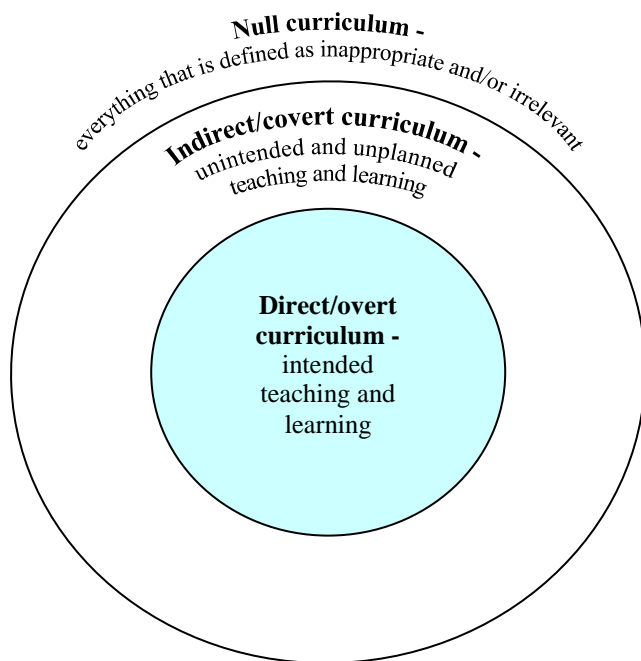 Null curriculum -
everything that is defined as inappropriate and/or irrelevant
Indirect/covert curriculum -
unintended and unplanned
teaching and learning
Direct/overt
curriculum -
intended
teaching and
learning